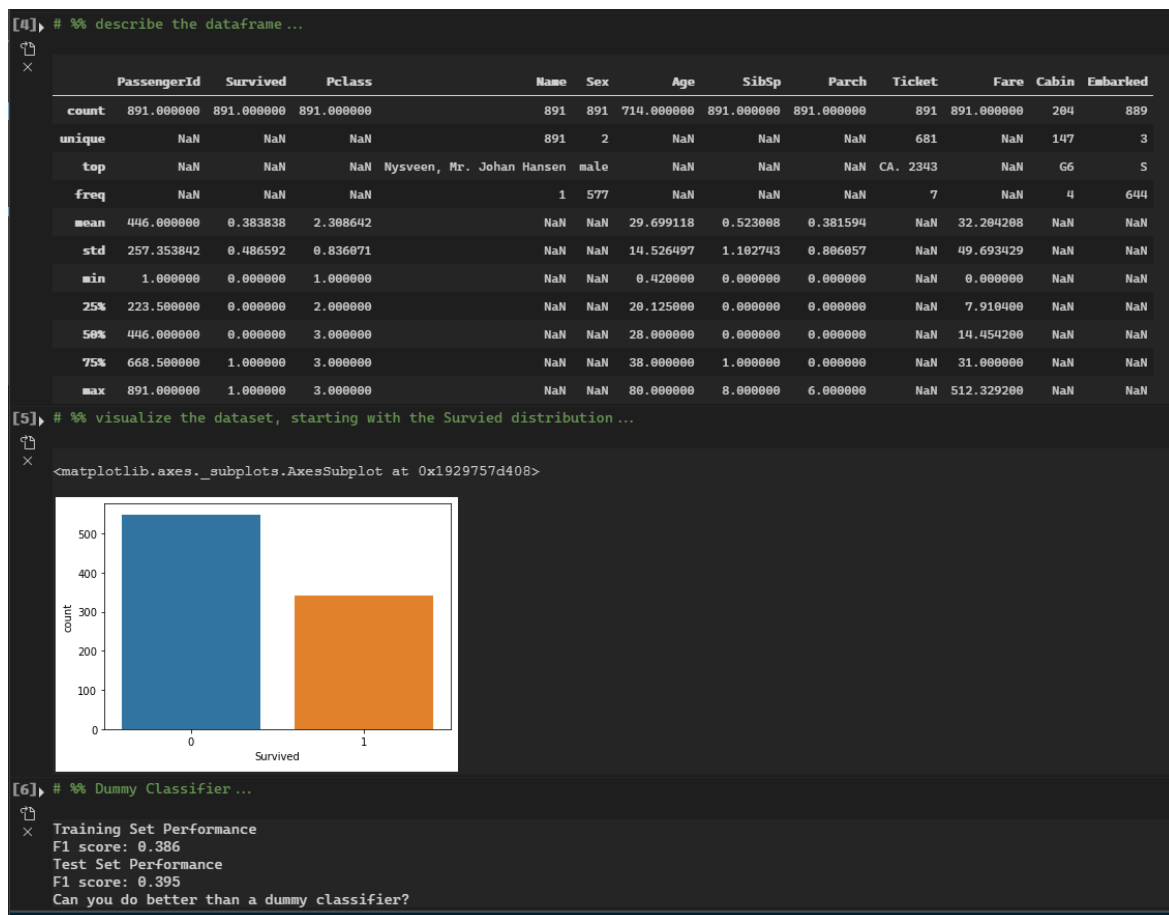 [4] # %% describe the dataframe...
PassengerId Survived Pclass Name Sex Age SibSp Parch Ticket Fare Cabin Embarked
count 891.000000 891.000000 891.000000 891 891 714.000000 891.000000 891.000000 891 891.000000 204 889
unique NaN NaN NaN 891 2 NaN NaN NaN 681 NaN 147 3
top NaN NaN NaN Nysveen, Mr. Johan Hansen male NaN NaN NaN CA. 2343 NaN G6 S
freq NaN NaN NaN 1 577 NaN NaN NaN 7 NaN 4 644
mean 446.000000 0.383838 2.308642 NaN NaN 29.699118 0.523008 0.381594 NaN 32.204208 NaN NaN
std 257.353842 0.486592 0.836071 NaN NaN 14.526497 1.102743 0.806057 NaN 49.693429 NaN NaN
min 1.000000 0.000000 1.000000 NaN NaN 0.420000 0.000000 0.000000 NaN 0.000000 NaN NaN
25% 223.500000 0.000000 2.000000 NaN NaN 20.125000 0.000000 0.000000 NaN 7.910400 NaN NaN
50% 446.000000 0.000000 3.000000 NaN NaN 28.000000 0.000000 0.000000 NaN 14.454200 NaN NaN
75% 668.500000 1.000000 3.000000 NaN NaN 38.000000 1.000000 0.000000 NaN 31.000000 NaN NaN
max 891.000000 1.000000 3.000000 NaN NaN 80.000000 8.000000 6.000000 NaN 512.329200 NaN NaN
[5] # %% visualize the dataset, starting with the Survied distribution...
<matplotlib.axes._subplots.AxesSubplot at 0x1929757d408>
500
400
300
200
100
0
count
0 1
Survived
[6] # %% Dummy Classifier...
Training Set Performance
F1 score: 0.386
Test Set Performance
F1 score: 0.395
Can you do better than a dummy classifier?